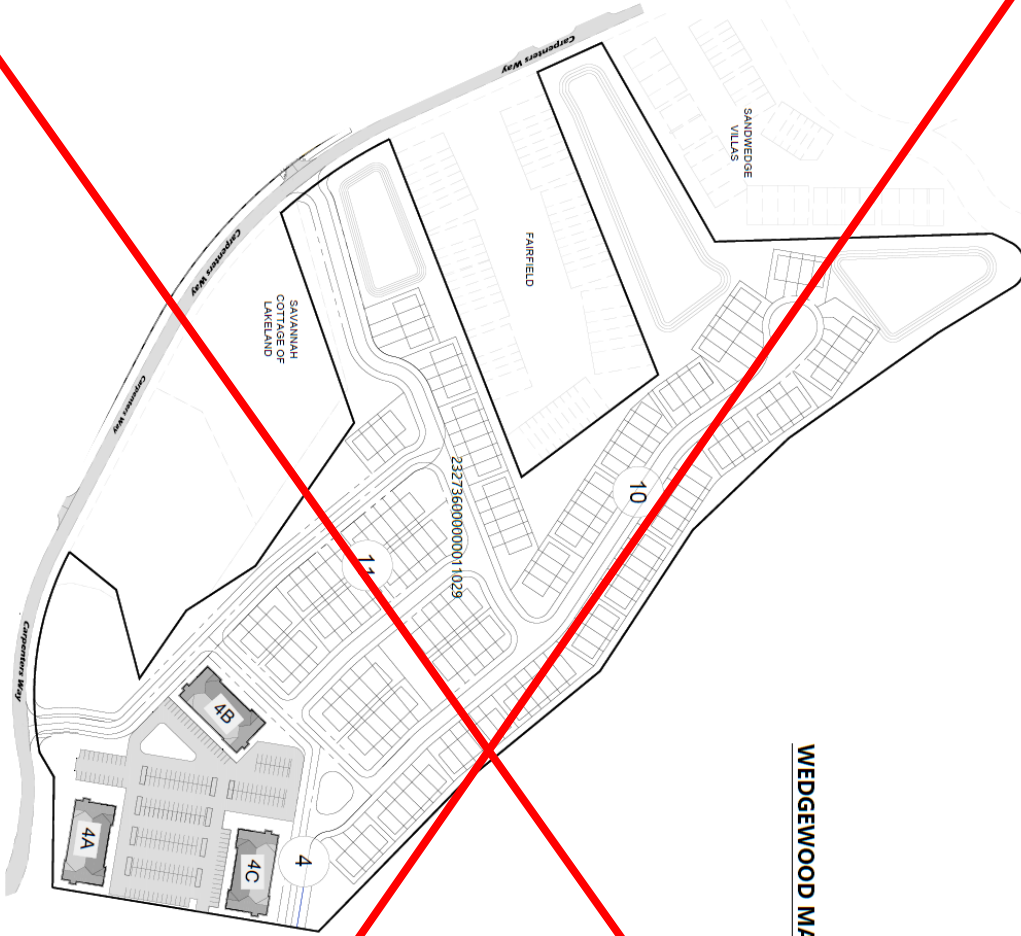 Carpenters Way
SANDWEDGE
VILLAS
FAIRFIELD
Carpenters Way
SAVANNAH
COTTAGE OF
LAKELAND
Carpenters Way
10
232736000000011029
11
Carpenters Way
4B
4A
4C
4
WEDGEWOOD MA